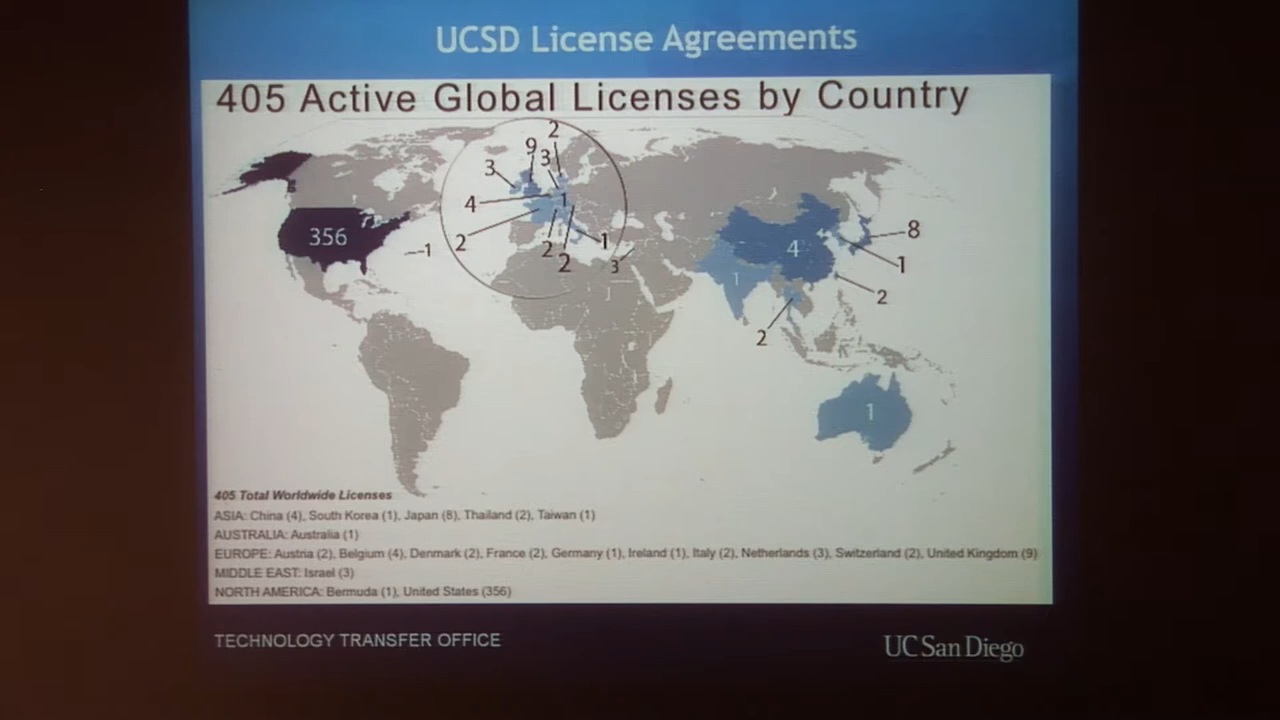 UCSD License Agreements
405 Active Global Licenses by Country
2
9
3
3
4
1
356
2
1
2
2
1
3
8
4
1
1
2
2
1
405 Total Worldwide Licenses
ASIA: China (4), South Korea (1), Japan (8), Thailand (2), Taiwan (1)
AUSTRALIA: Australia (1)
EUROPE: Austria (2), Belgium (4), Denmark (2), France (2), Germany (1), Ireland (1), Italy (2), Netherlands (3), Switzerland (2), United Kingdom (9)
MIDDLE EAST: Israel (3)
NORTH AMERICA: Bermuda (1), United States (356)
TECHNOLOGY TRANSFER OFFICE
UC San Diego